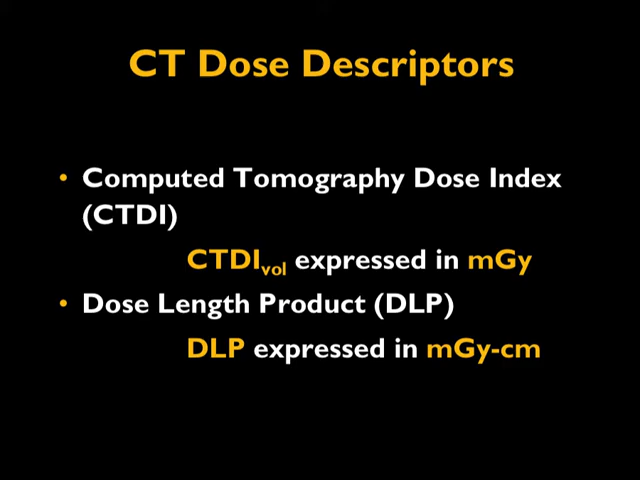 CT Dose Descriptors
• Computed Tomography Dose Index
(CTDI)
CTDIvol expressed in mGy
• Dose Length Product (DLP)
DLP expressed in mGy-cm